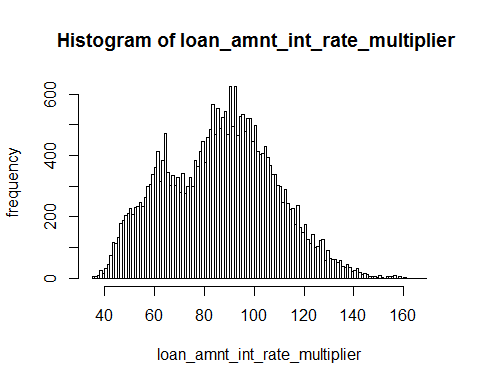 Histogram of loan_amnt_int_rate_multiplier
frequency
600
400
200
0
40 60 80 100 120 140 160
loan_amnt_int_rate_multiplier